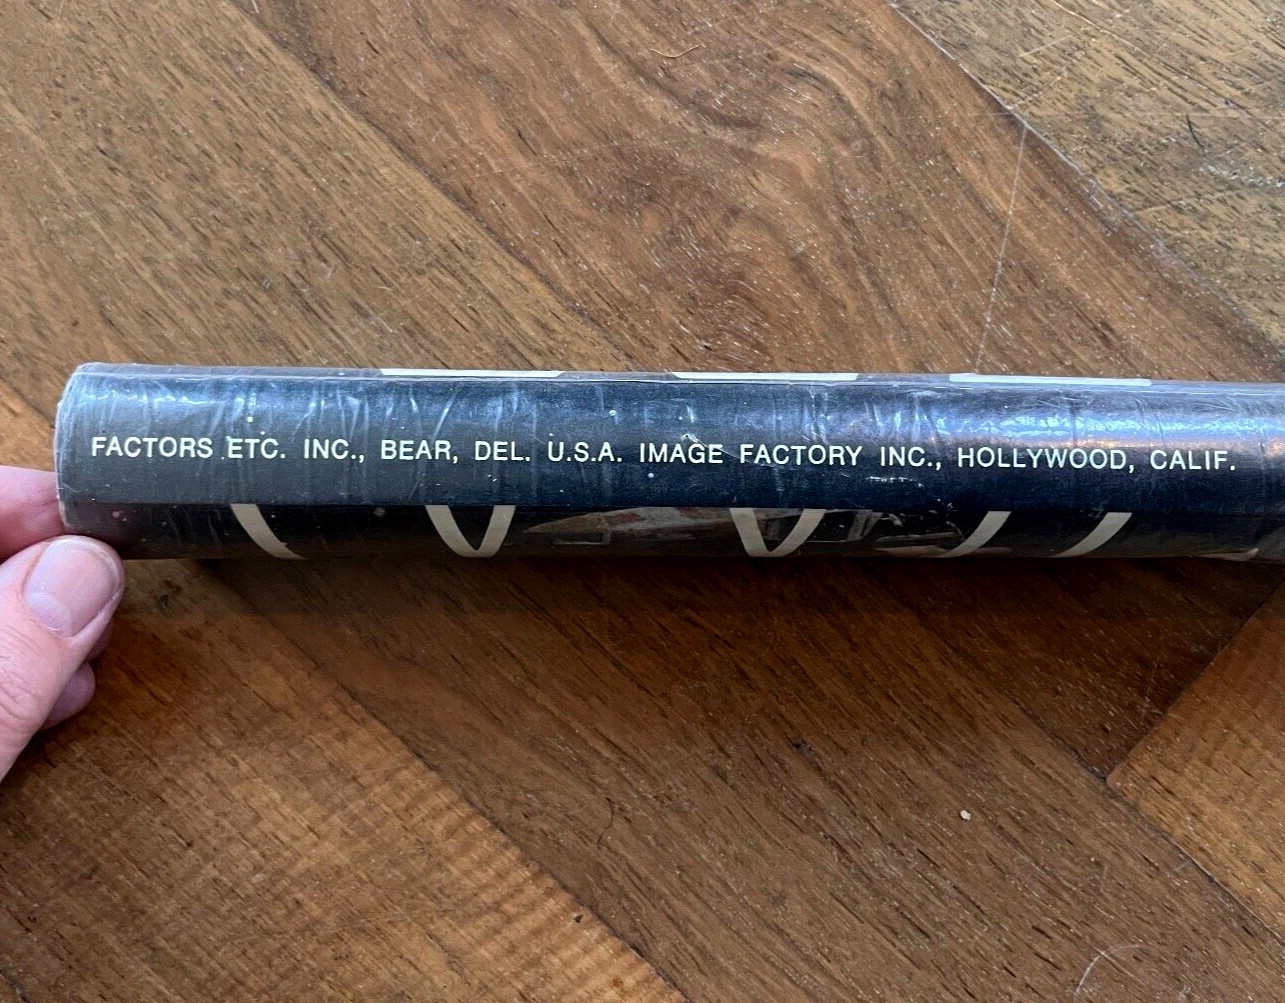 FACTORS ETC. INC., BEAR, DEL. U.S.A. IMAGE FACTORY INC., HOLLYWOOD, CALIF.